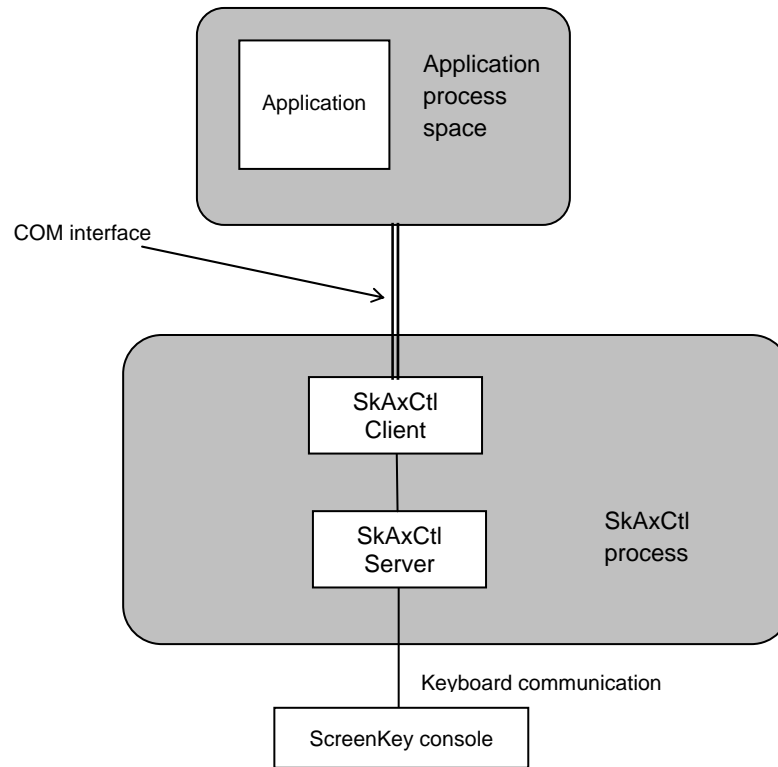 Application
Application
process
space
COM interface
SkAxCtl
Client
SkAxCtl
Server
SkAxCtl
process
Keyboard communication
ScreenKey console